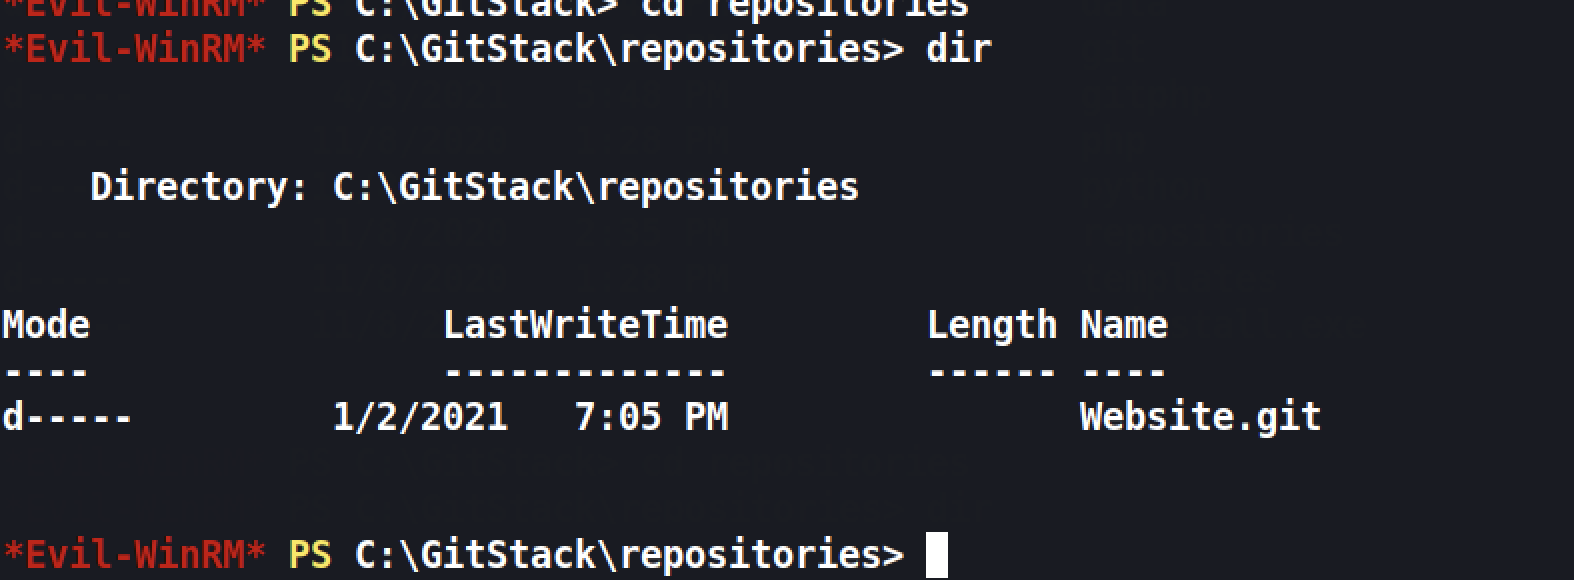 *Evil-WinRM* PS C:\GitStack> cd repositories
*Evil-WinRM* PS C:\GitStack\repositories> dir
Directory: C:\GitStack\repositories
Mode                LastWriteTime         Length Name
----                -------------         ------ ----
d-----           1/2/2021   7:05 PM                Website.git
*Evil-WinRM* PS C:\GitStack\repositories>